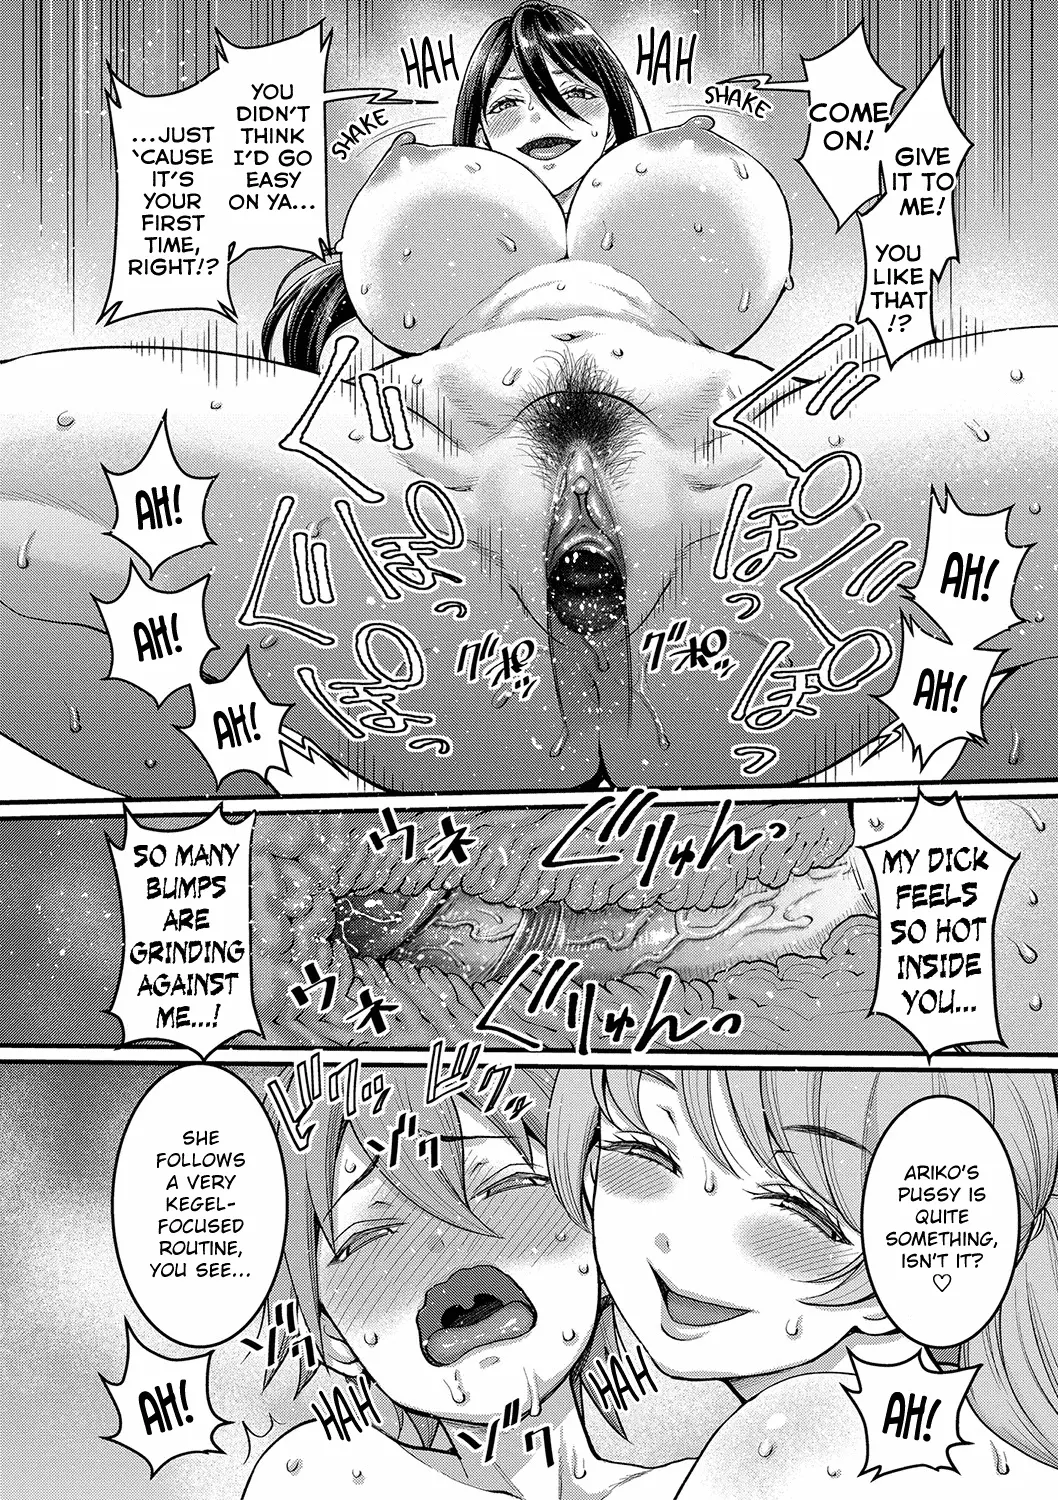 COME
ON!
GIVE
IT TO
ME!
YOU
LIKE
THAT
!?
HAH
HAH
SHAKE
SHAKE
YOU
DIDN'T
THINK
I'D GO
EASY
ON YA...
...JUST
'CAUSE
IT'S
YOUR
FIRST
TIME,
RIGHT!?
AH!
AH!
AH!
AH!
AH!
ぐぽっ
ぐぽっ
ぐぽっ
ぐぽっ
グポッ
グポッ
MY DICK
FEELS
SO HOT
INSIDE
YOU...
ウネ
ウネ
ぐりゅんっ
ぐりゅんっ
SO MANY
BUMPS
ARE
GRINDING
AGAINST
ME...!
ARIKO'S
PUSSY IS
QUITE
SOMETHING,
ISN'T IT?
♡
SHE
FOLLOWS
A VERY
KEGEL-
FOCUSED
ROUTINE,
YOU SEE...
ビクッ
ビクッ
ゾクッ
ゾクッ
ゾクッ
HAH
HAH
AH!
AH!